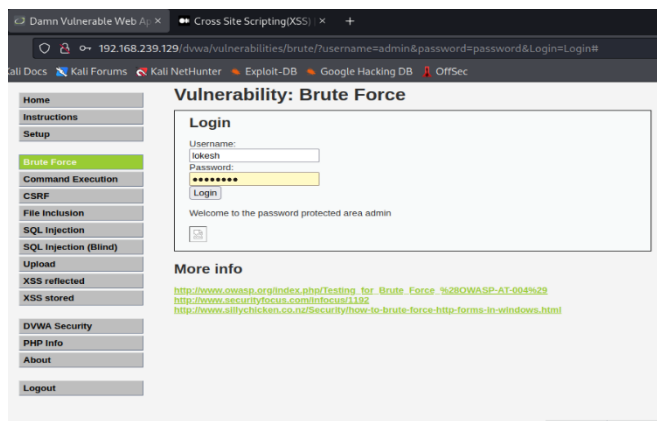 Damn Vulnerable Web Ap ×
Cross Site Scripting(XSS) | × +
192.168.239.129/dvwa/vulnerabilities/brute/?username=admin&password=password&Login=Login#
Kali Docs Kali Forums Kali NetHunter Exploit-DB Google Hacking DB OffSec
Home
Instructions
Setup
Brute Force
Command Execution
CSRF
File Inclusion
SQL Injection
SQL Injection (Blind)
Upload
XSS reflected
XSS stored
DVWA Security
PHP Info
About
Logout
Vulnerability: Brute Force
Login
Username:
lokesh
Password:
●●●●●●●●
Login
Welcome to the password protected area admin
More info
http://www.owasp.org/index.php/Testing_for_Brute_Force_%28OWASP-AT-004%29
http://www.securityfocus.com/infocus/1192
http://www.sillychicken.co.nz/Security/how-to-brute-force-http-forms-in-windows.html